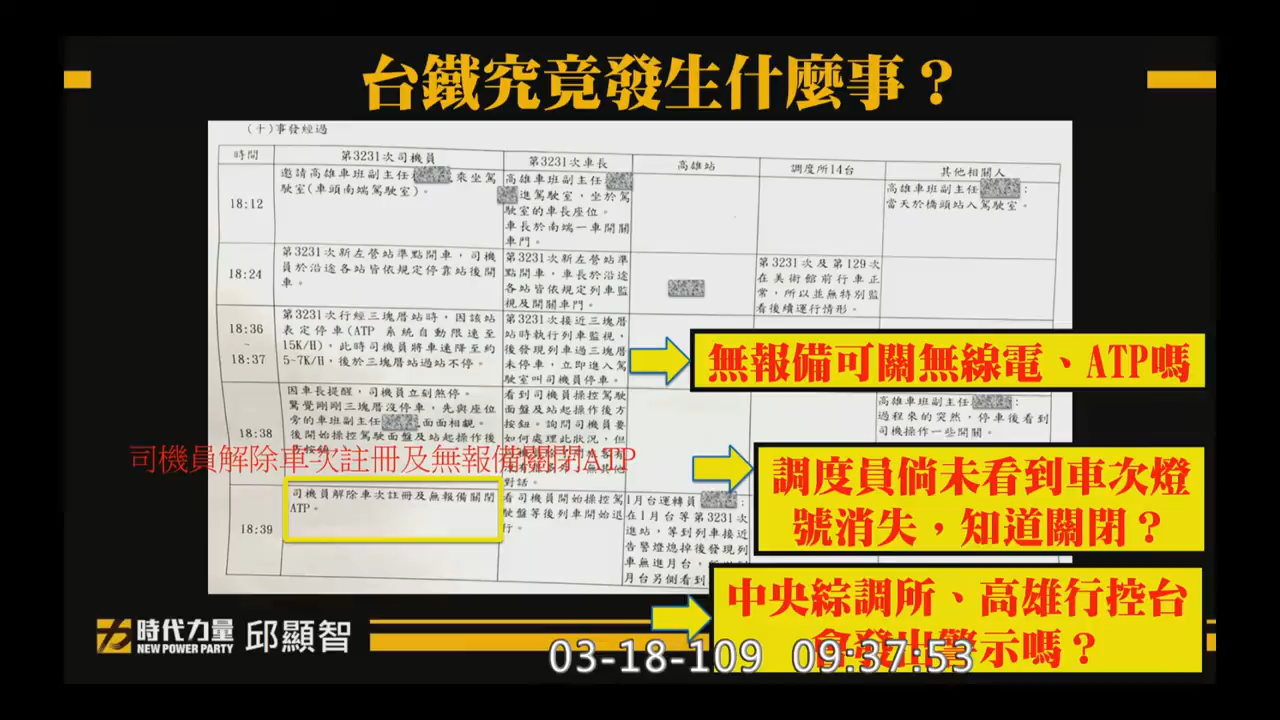 台鐵究竟發生什麼事？
(十)事發經過
時間
第3231次司機員
第3231次車長
高雄站
調度所14台
其他相關人
18:12
邀請高雄車班副主任
來坐駕
駛室(車頭南端駕駛室)。
高雄車班副主任
進駕駛室，坐於駕
駛室的車長座位。
車長於南端一車開關
車門。
高雄車班副主任
：
當天於橋頭站入駕駛室。
18:24
第3231次新左營站準點開車，司機
員於沿途各站皆依規定停靠站後開
車。
第3231次新左營站準
點開車，車長於沿途
各站皆依規定列車監
視及開關車門。
第3231次及第129次
在美術館前行車正
常，所以並無特別監
看後續運行情形。
18:36
~
18:37
第3231次行經三塊厝站時，因該站
表定停車(ATP 系統自動限速至
15K/H)，此時司機員將車速降至約
5-7K/H，後於三塊厝站過站不停。
第3231次接近三塊厝
站時執行列車監視，
後發現列車過三塊厝
未停車，立即進入駕
駛室叫司機員停車。
無報備可關無線電、ATP嗎
18:38
因車長提醒，司機員立刻煞停。
驚覺剛剛三塊厝沒停車，先與座位
旁的車班副主任
面面相覷。
後開始操控駕駛面盤及站起操作後
看到司機員操控駕駛
面盤及站起操作後方
按鈕。詢問司機員要
如何處理此狀況，但
對話。
高雄車班副主任
：
過程來的突然，停車後看到
司機操作一些開關。
司機員解除車次註冊及無報備關閉ATP
調度員倘未看到車次燈
號消失，知道關閉？
18:39
司機員解除車次註冊及無報備關閉
ATP。
看司機員開始操控駕
駛盤等後列車開始退
行。
1月台運轉員
：
在1月台等第3231次
進站，等到列車接近
告警燈熄掉後發現列
車無進月台，
月台另側看到
中央綜調所、高雄行控台
會發出警示嗎？
時代力量
NEW POWER PARTY
邱顯智
03-18-109 09:37:53